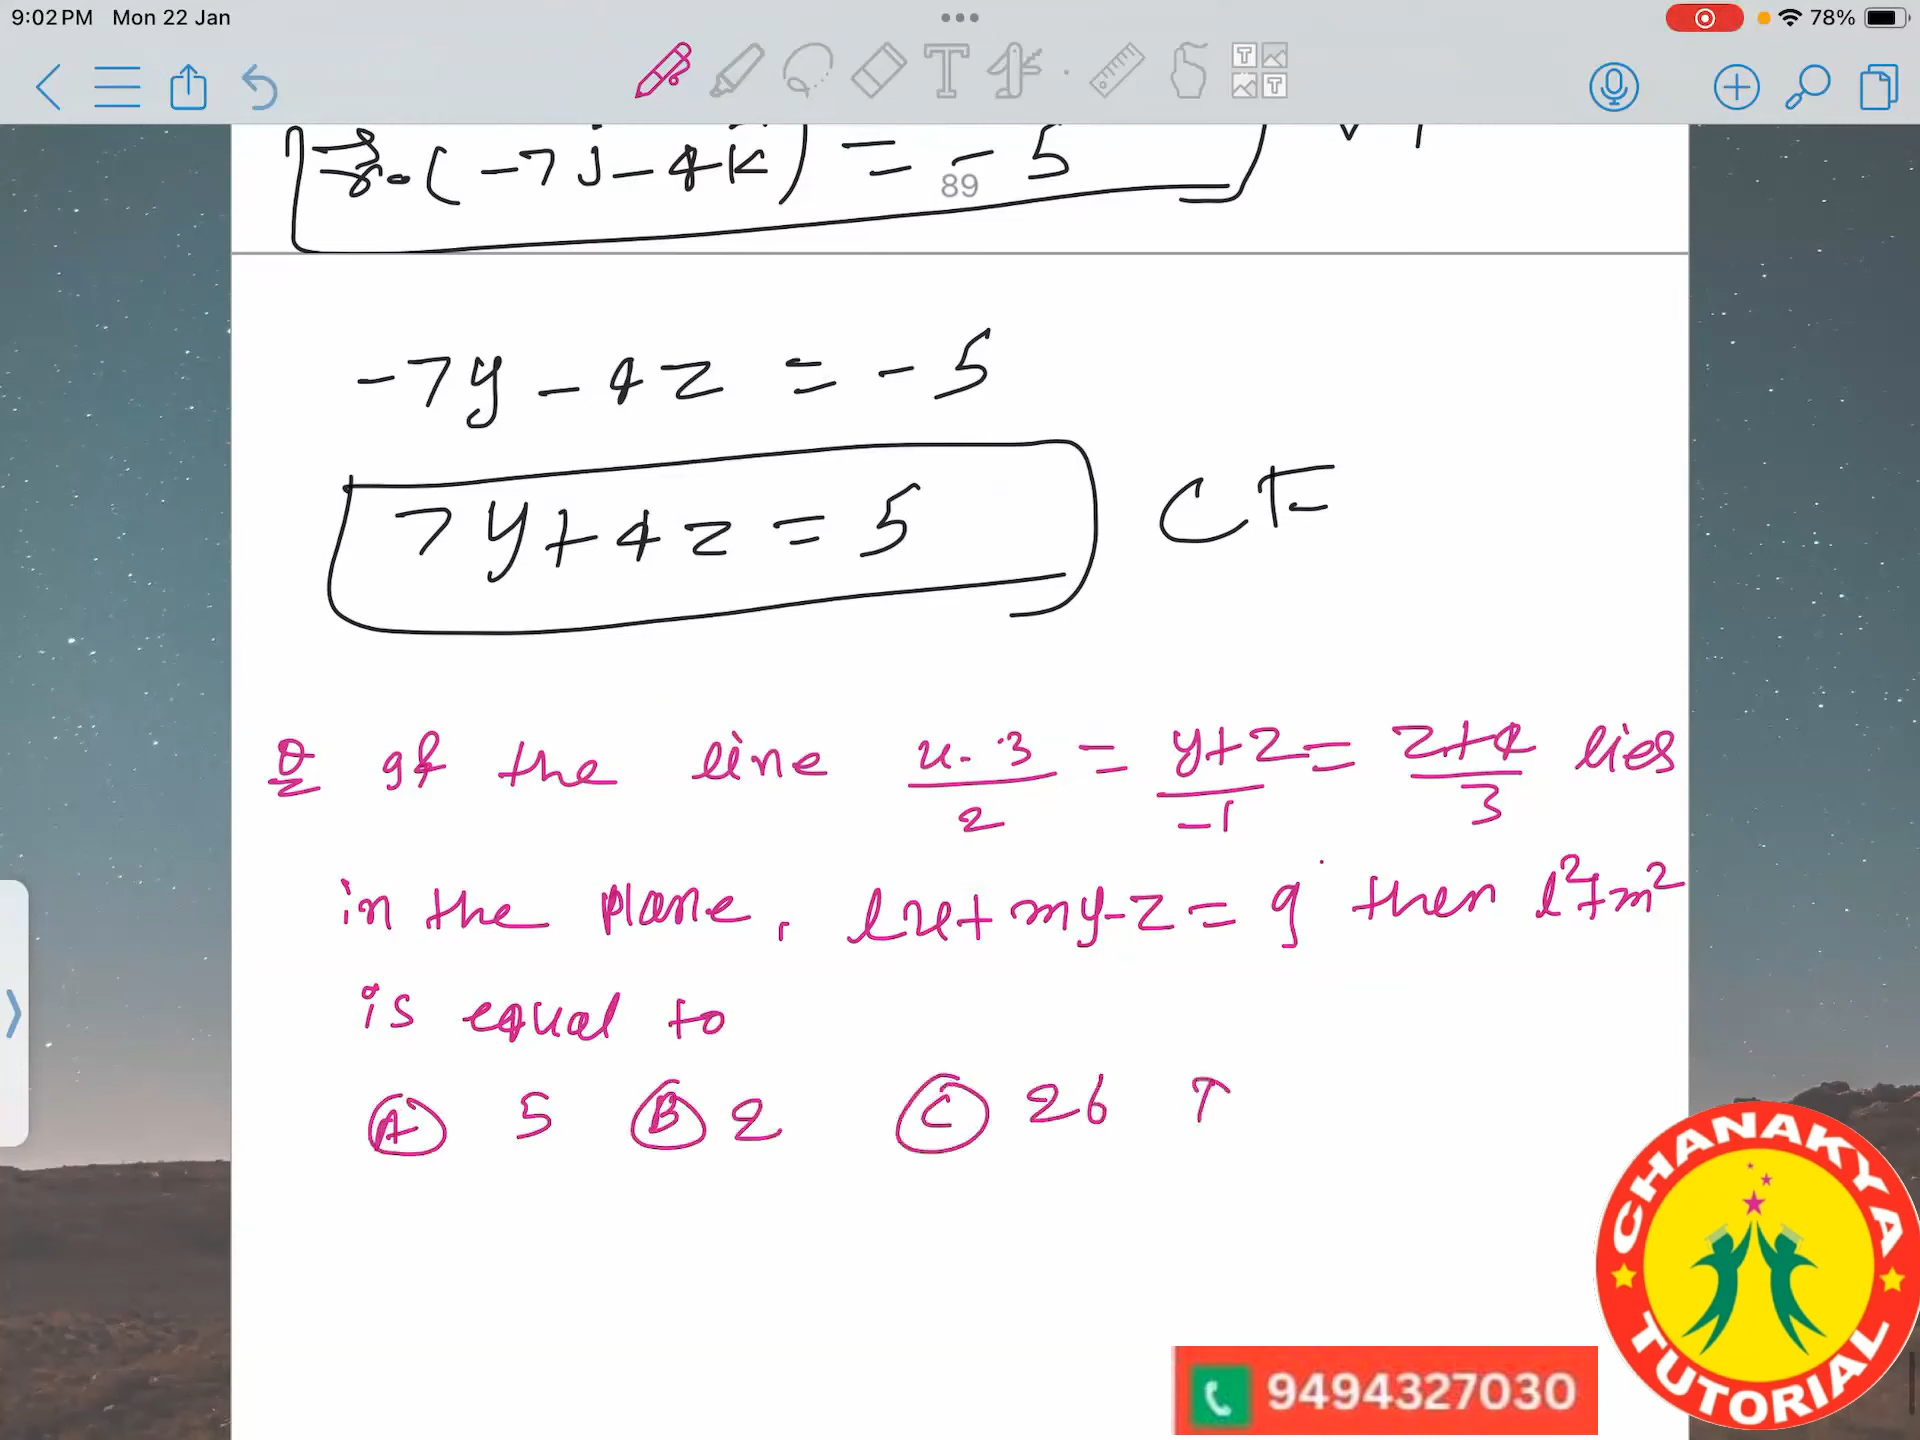 9:02 PM Mon 22 Jan
78%
r.(-7j-4k) = -5
89
-7y-4z = -5
7y+4z = 5 CF
Q If the line x-3/2 = y+2/-1 = z+4/3 lies
in the plane, lx+my-z = 9 then l²+m²
is equal to
A 5 B 2 C 26
CHANAKYA
TUTORIAL
9494327030